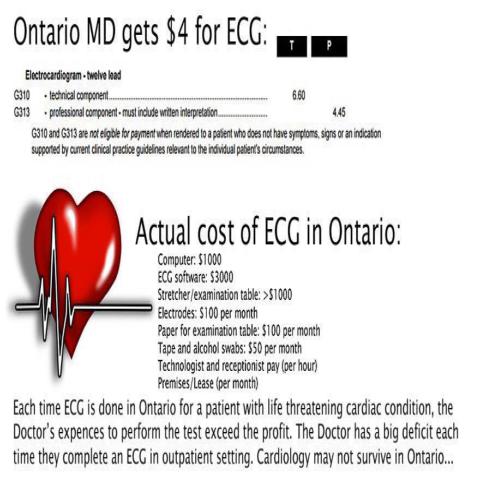 Ontario MD gets $4 for ECG: T P
Electrocardiogram - twelve lead
G310 - technical component................................................................ 6.60
G313 - professional component - must include written interpretation.................... 4.45
G310 and G313 are not eligible for payment when rendered to a patient who does not have symptoms, signs or an indication
supported by current clinical practice guidelines relevant to the individual patient's circumstances.
Actual cost of ECG in Ontario:
Computer: $1000
ECG software: $3000
Stretcher/examination table: >$1000
Electrodes: $100 per month
Paper for examination table: $100 per month
Tape and alcohol swabs: $50 per month
Technologist and receptionist pay (per hour)
Premises/Lease (per month)
Each time ECG is done in Ontario for a patient with life threatening cardiac condition, the
Doctor's expences to perform the test exceed the profit. The Doctor has a big deficit each
time they complete an ECG in outpatient setting. Cardiology may not survive in Ontario...